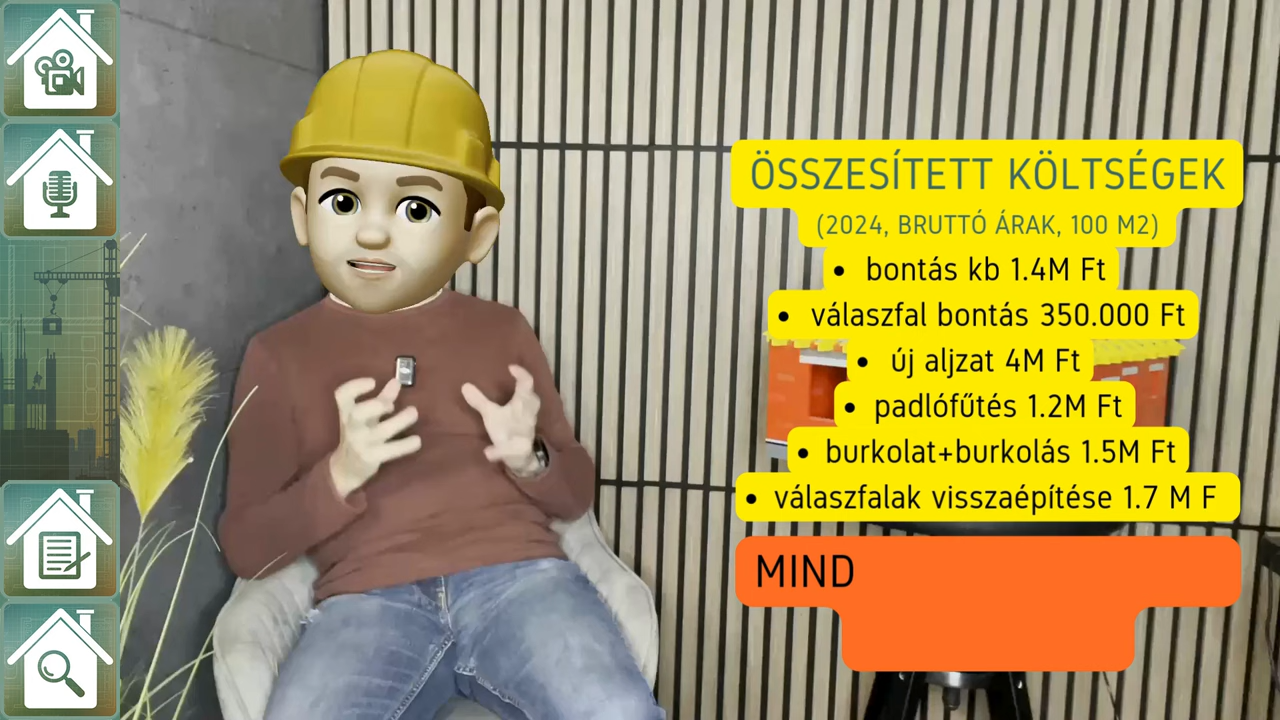 ÖSSZESÍTETT KÖLTSÉGEK
(2024, BRUTTÓ ÁRAK, 100 M2)
• bontás kb 1.4M Ft
• válaszfal bontás 350.000 Ft
• új aljzat 4M Ft
• padlófűtés 1.2M Ft
• burkolat+burkolás 1.5M Ft
• válaszfalak visszaépítése 1.7 M F
MIND